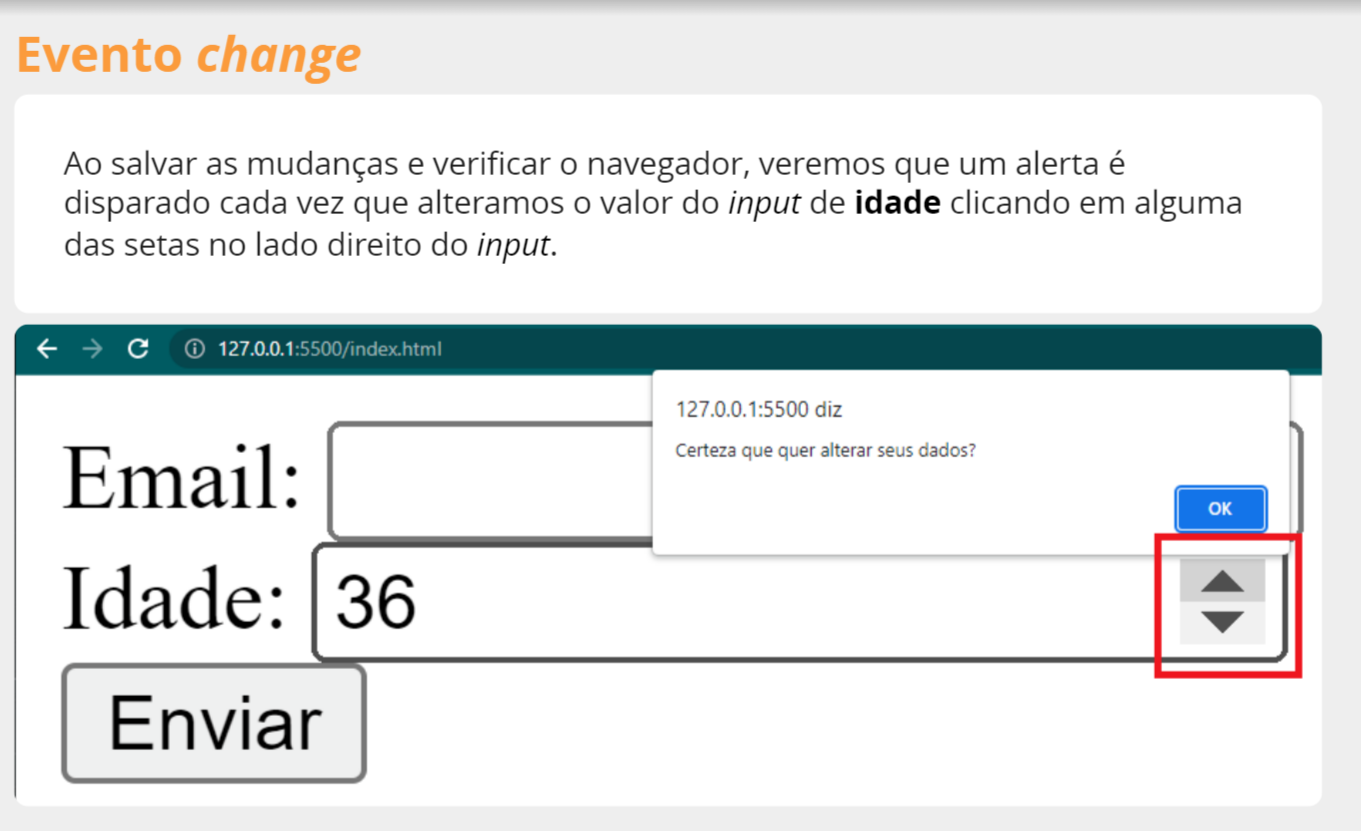 Evento change
Ao salvar as mudanças e verificar o navegador, veremos que um alerta é
disparado cada vez que alteramos o valor do input de idade clicando em alguma
das setas no lado direito do input.
127.0.0.1:5500/index.html
127.0.0.1:5500 diz
Certeza que quer alterar seus dados?
OK
Email:
Idade: 36
Enviar